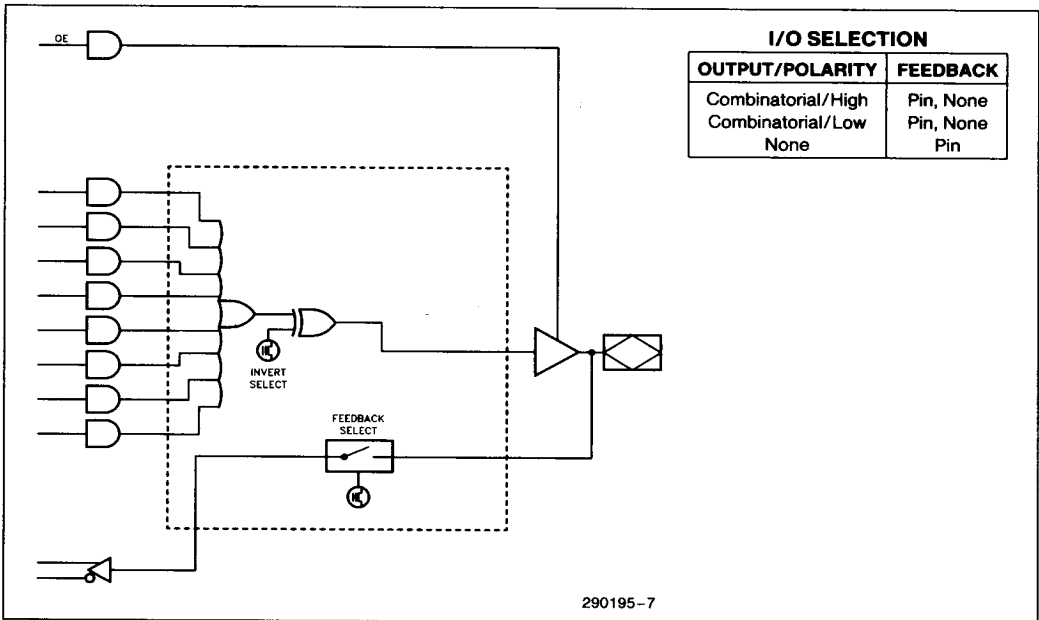 OE
I/O SELECTION
OUTPUT/POLARITY FEEDBACK
Combinatorial/High Pin, None
Combinatorial/Low Pin, None
None Pin
INVERT
SELECT
FEEDBACK
SELECT
290195-7